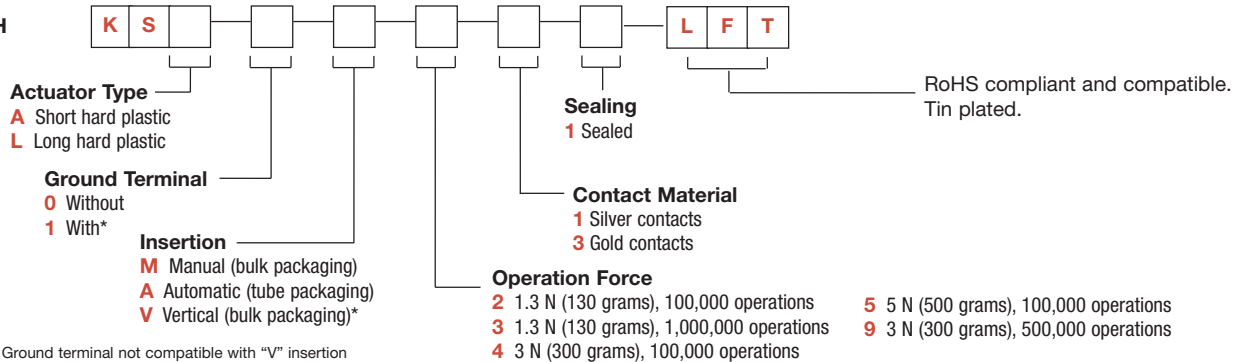 H
K S L F T
Actuator Type
A Short hard plastic
L Long hard plastic
Ground Terminal
0 Without
1 With*
Insertion
M Manual (bulk packaging)
A Automatic (tube packaging)
V Vertical (bulk packaging)*
Ground terminal not compatible with “V” insertion
Operation Force
2 1.3 N (130 grams), 100,000 operations
3 1.3 N (130 grams), 1,000,000 operations
4 3 N (300 grams), 100,000 operations
5 5 N (500 grams), 100,000 operations
9 3 N (300 grams), 500,000 operations
Contact Material
1 Silver contacts
3 Gold contacts
Sealing
1 Sealed
RoHS compliant and compatible.
Tin plated.